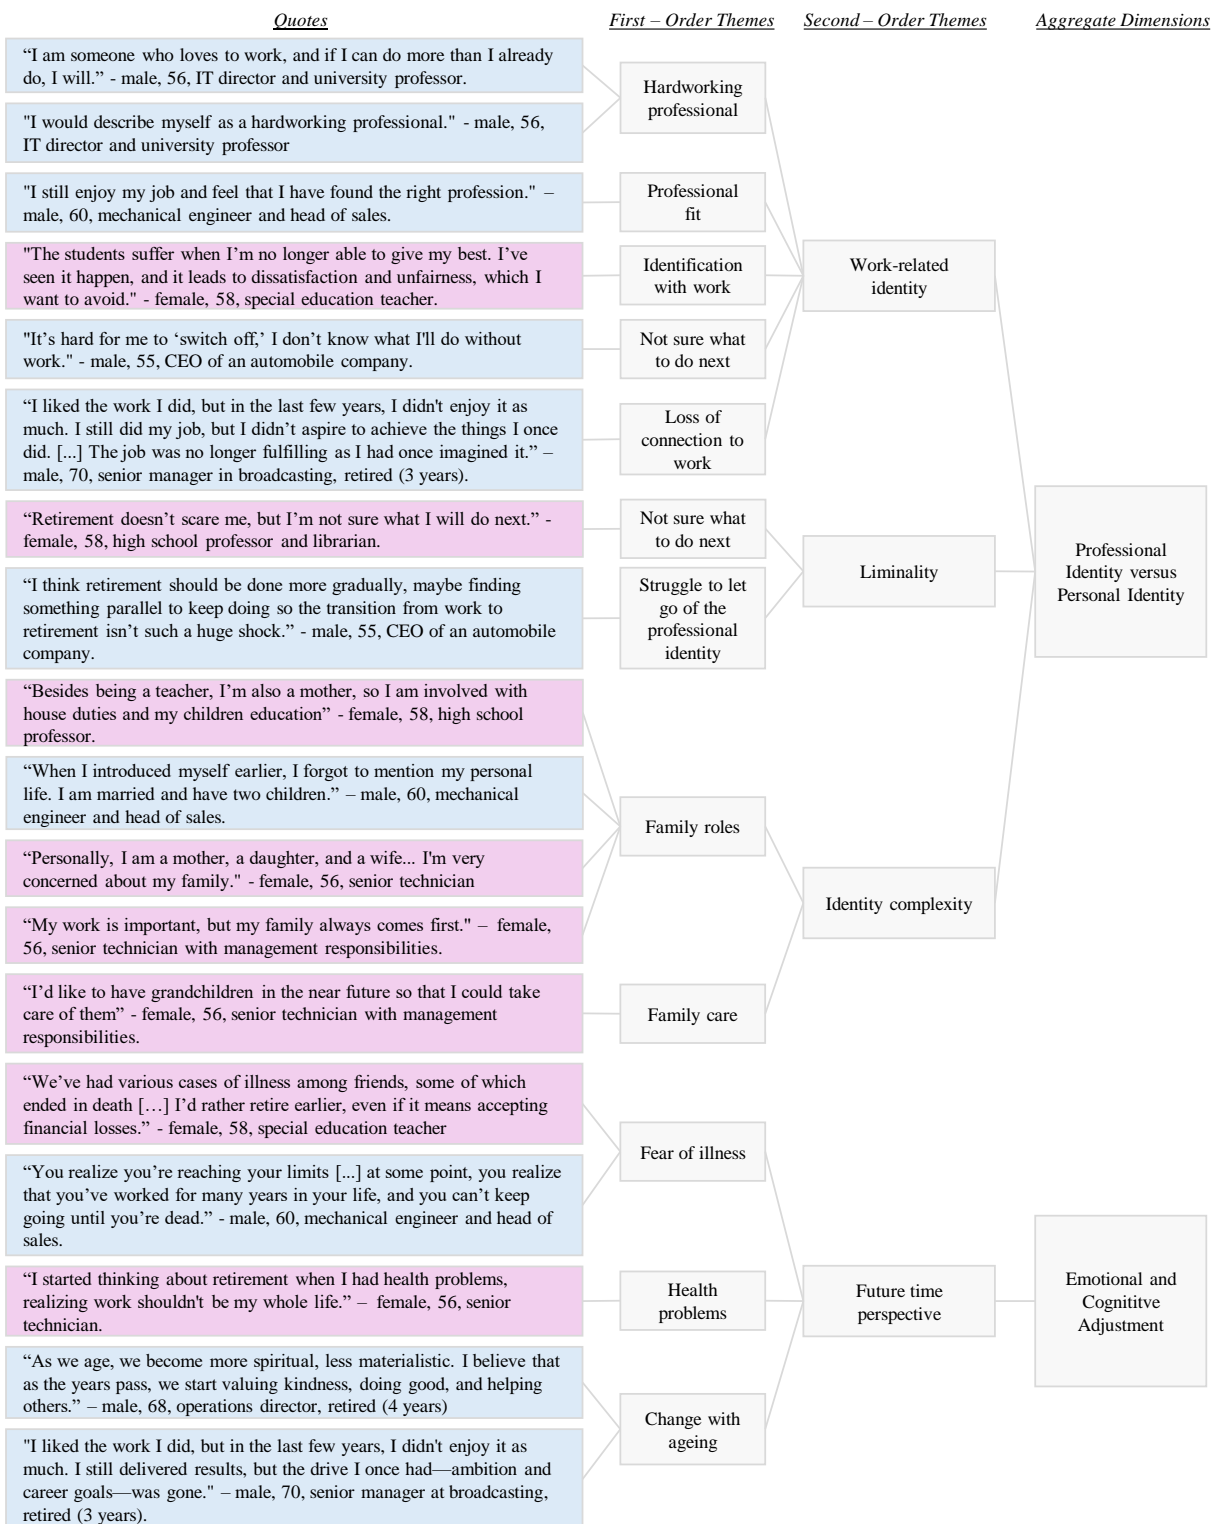 Quotes
First – Order Themes
Second – Order Themes
Aggregate Dimensions
“I am someone who loves to work, and if I can do more than I already
do, I will.” - male, 56, IT director and university professor.
"I would describe myself as a hardworking professional." - male, 56,
IT director and university professor
Hardworking
professional
"I still enjoy my job and feel that I have found the right profession." –
male, 60, mechanical engineer and head of sales.
Professional
fit
"The students suffer when I’m no longer able to give my best. I’ve
seen it happen, and it leads to dissatisfaction and unfairness, which I
want to avoid." - female, 58, special education teacher.
Identification
with work
"It’s hard for me to ‘switch off,’ I don’t know what I'll do without
work." - male, 55, CEO of an automobile company.
Not sure what
to do next
“I liked the work I did, but in the last few years, I didn't enjoy it as
much. I still did my job, but I didn’t aspire to achieve the things I once
did. [...] The job was no longer fulfilling as I had once imagined it.” –
male, 70, senior manager in broadcasting, retired (3 years).
Loss of
connection to
work
Work-related
identity
“Retirement doesn’t scare me, but I’m not sure what I will do next.” -
female, 58, high school professor and librarian.
Not sure what
to do next
“I think retirement should be done more gradually, maybe finding
something parallel to keep doing so the transition from work to
retirement isn’t such a huge shock.” - male, 55, CEO of an automobile
company.
Struggle to let
go of the
professional
identity
Liminality
“Besides being a teacher, I’m also a mother, so I am involved with
house duties and my children education” - female, 58, high school
professor.
“When I introduced myself earlier, I forgot to mention my personal
life. I am married and have two children.” – male, 60, mechanical
engineer and head of sales.
“Personally, I am a mother, a daughter, and a wife... I'm very
concerned about my family." - female, 56, senior technician
“My work is important, but my family always comes first." – female,
56, senior technician with management responsibilities.
Family roles
“I’d like to have grandchildren in the near future so that I could take
care of them” - female, 56, senior technician with management
responsibilities.
Family care
Identity complexity
Professional
Identity versus
Personal Identity
“We’ve had various cases of illness among friends, some of which
ended in death […] I’d rather retire earlier, even if it means accepting
financial losses.” - female, 58, special education teacher
“You realize you’re reaching your limits [...] at some point, you realize
that you’ve worked for many years in your life, and you can’t keep
going until you’re dead.” - male, 60, mechanical engineer and head of
sales.
Fear of illness
“I started thinking about retirement when I had health problems,
realizing work shouldn't be my whole life.” – female, 56, senior
technician.
Health
problems
“As we age, we become more spiritual, less materialistic. I believe that
as the years pass, we start valuing kindness, doing good, and helping
others.” – male, 68, operations director, retired (4 years)
"I liked the work I did, but in the last few years, I didn't enjoy it as
much. I still delivered results, but the drive I once had—ambition and
career goals—was gone." – male, 70, senior manager at broadcasting,
retired (3 years).
Change with
ageing
Future time
perspective
Emotional and
Cognititve
Adjustment